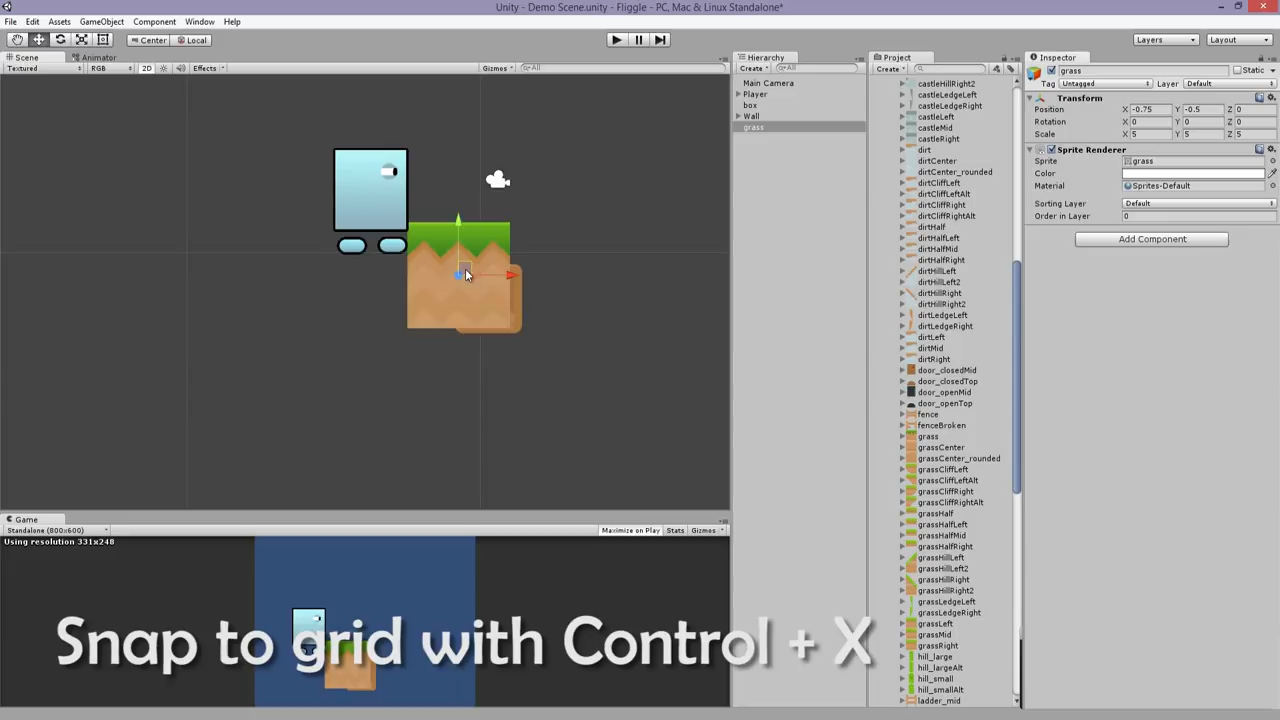 Unity - Demo Scene.unity - Fliggle - PC, Mac & Linux Standalone*
File Edit Assets GameObject Component Window Help
Center Local Layers Layout
Scene Animator
Textured RGB 2D Effects Gizmos All
Hierarchy
Create All
Main Camera
Player
box
Wall
grass
Project
Create
castleHillRight2
castleLedgeLeft
castleLedgeRight
castleLeft
castleMid
castleRight
dirt
dirtCenter
dirtCenter_rounded
dirtCliffLeft
dirtCliffLeftAlt
dirtCliffRight
dirtCliffRightAlt
dirtHalf
dirtHalfLeft
dirtHalfMid
dirtHalfRight
dirtHillLeft
dirtHillLeft2
dirtHillRight
dirtHillRight2
dirtLedgeLeft
dirtLedgeRight
dirtLeft
dirtMid
dirtRight
door_closedMid
door_closedTop
door_openMid
door_openTop
fence
fenceBroken
grass
grassCenter
grassCenter_rounded
grassCliffLeft
grassCliffLeftAlt
grassCliffRight
grassCliffRightAlt
grassHalf
grassHalfLeft
grassHalfMid
grassHalfRight
grassHillLeft
grassHillLeft2
grassHillRight
grassHillRight2
grassLedgeLeft
grassLedgeRight
grassLeft
grassMid
grassRight
hill_large
hill_largeAlt
hill_small
hill_smallAlt
ladder_mid
Inspector
grass Static
Tag Untagged Layer Default
Transform
Position X -0.75 Y -0.5 Z 0
Rotation X 0 Y 0 Z 0
Scale X 5 Y 5 Z 5
Sprite Renderer
Sprite grass
Color
Material Sprites-Default
Sorting Layer Default
Order in Layer 0
Add Component
Game
Standalone (800x600) Maximize on Play Stats Gizmos
Using resolution 331x248
Snap to grid with Control + X